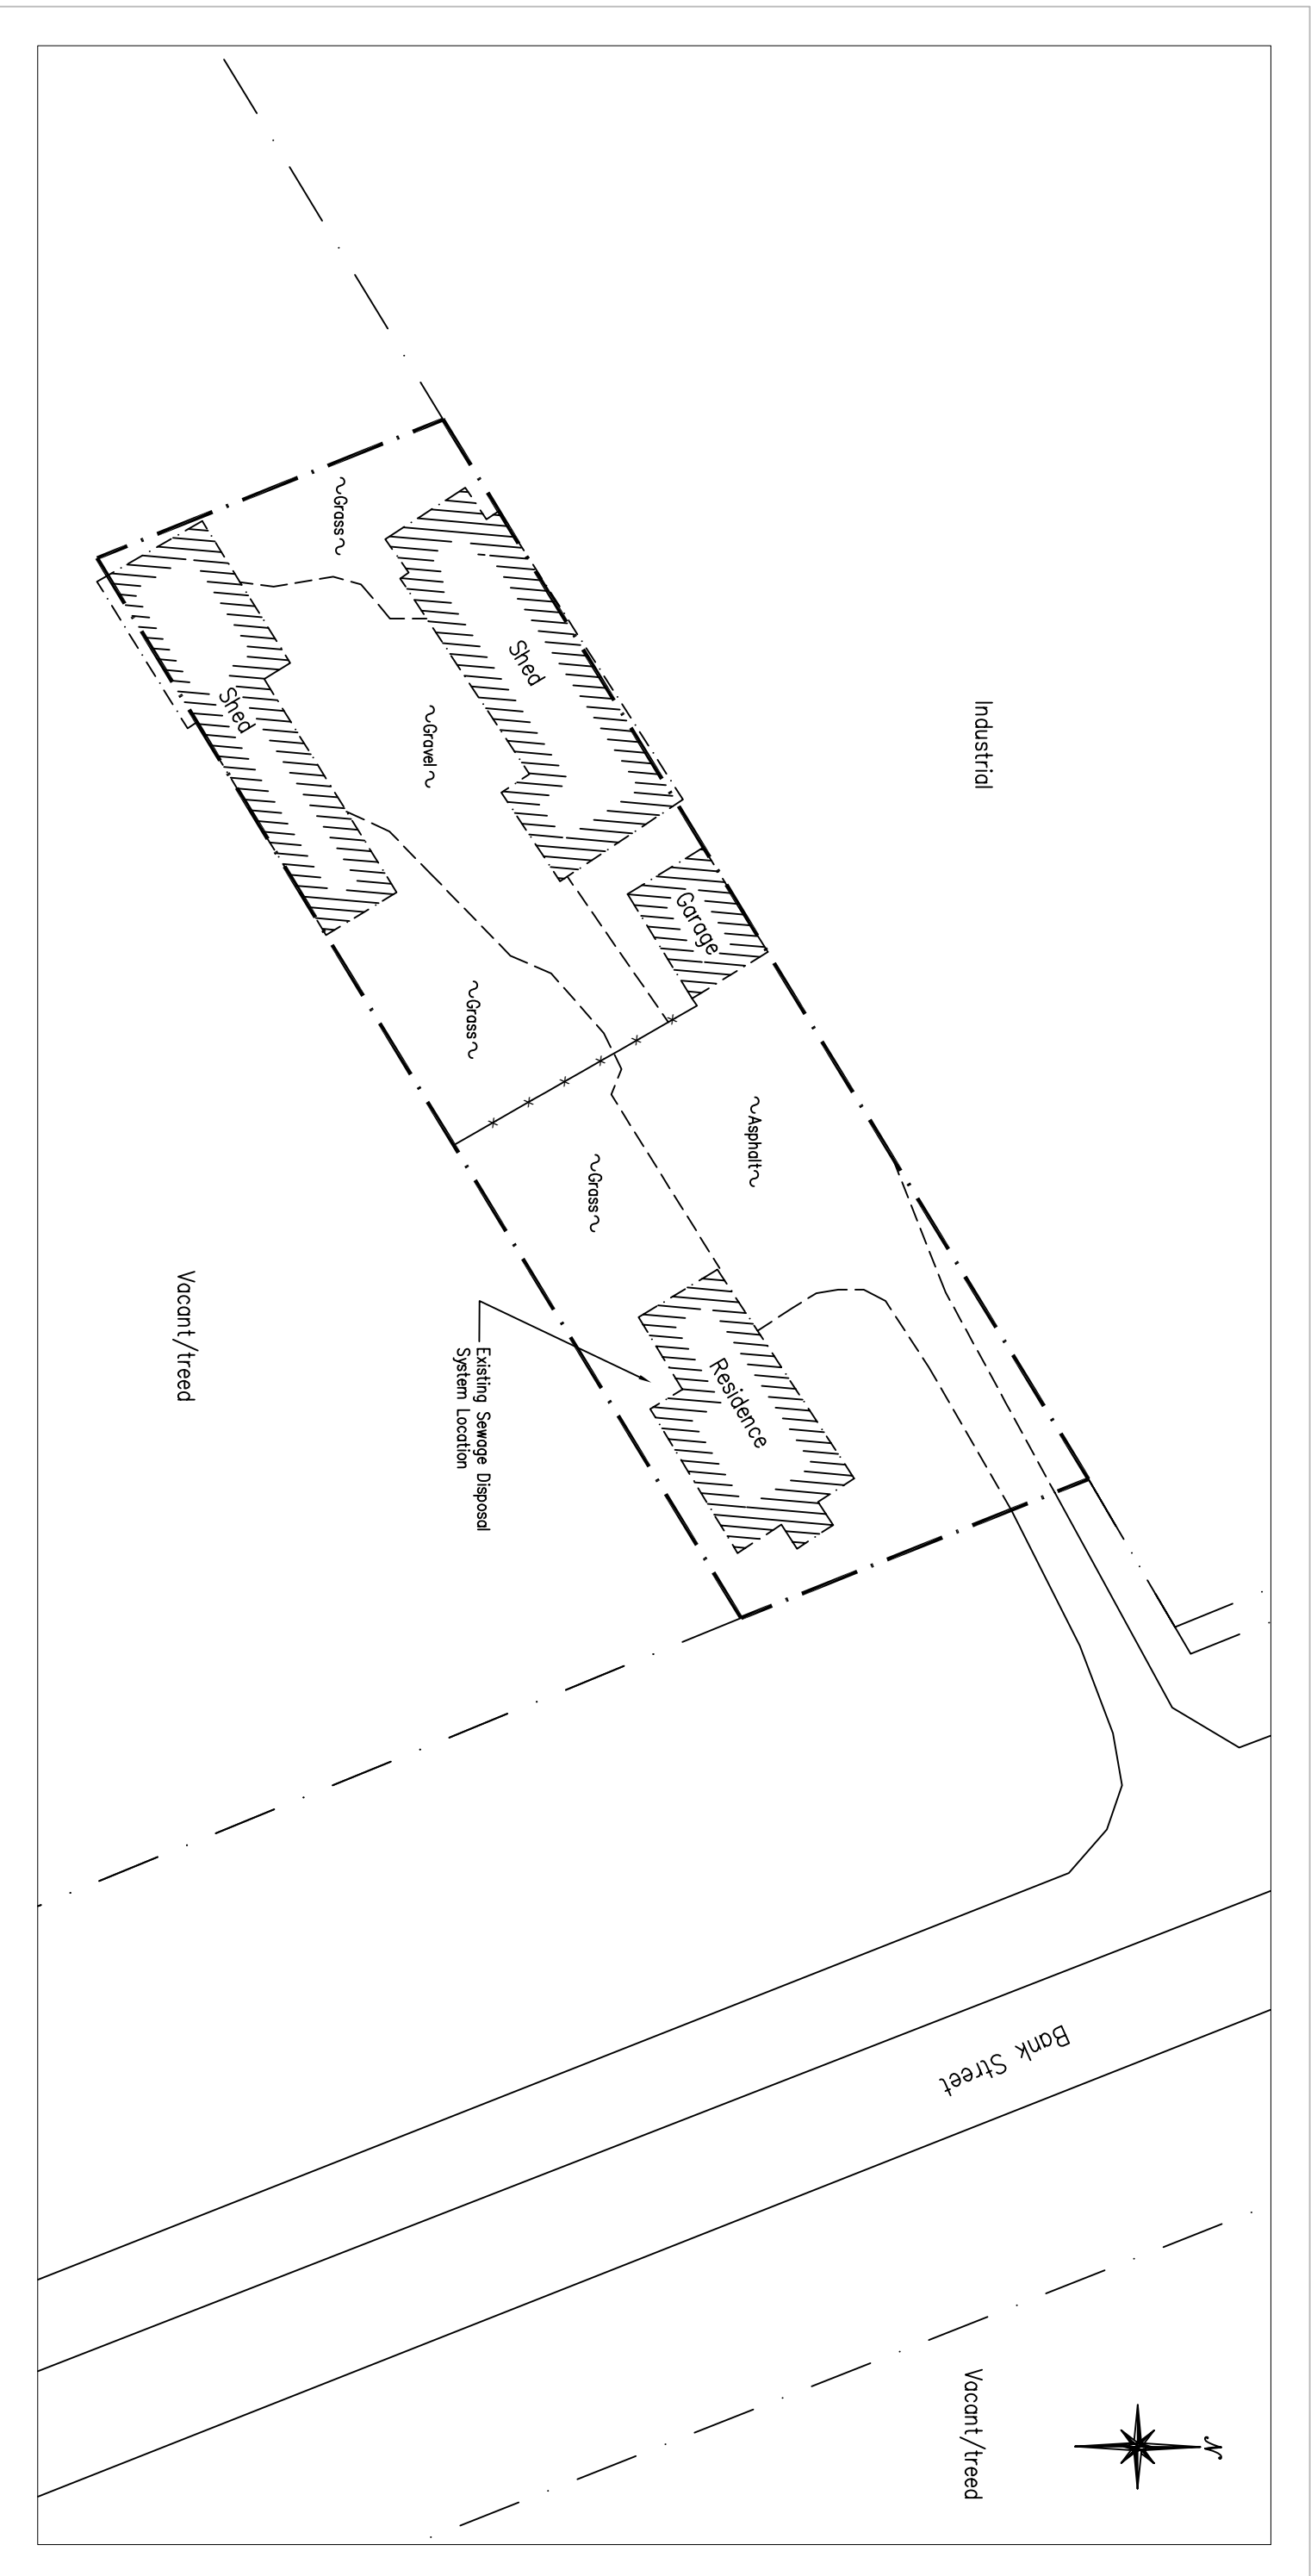 Industrial
~Grass~
Shed
Shed
~Gravel~
Garage
~Grass~
~Asphalt~
~Grass~
Residence
Existing Sewage Disposal
System Location
Vacant/treed
Bank Street
Vacant/treed
N